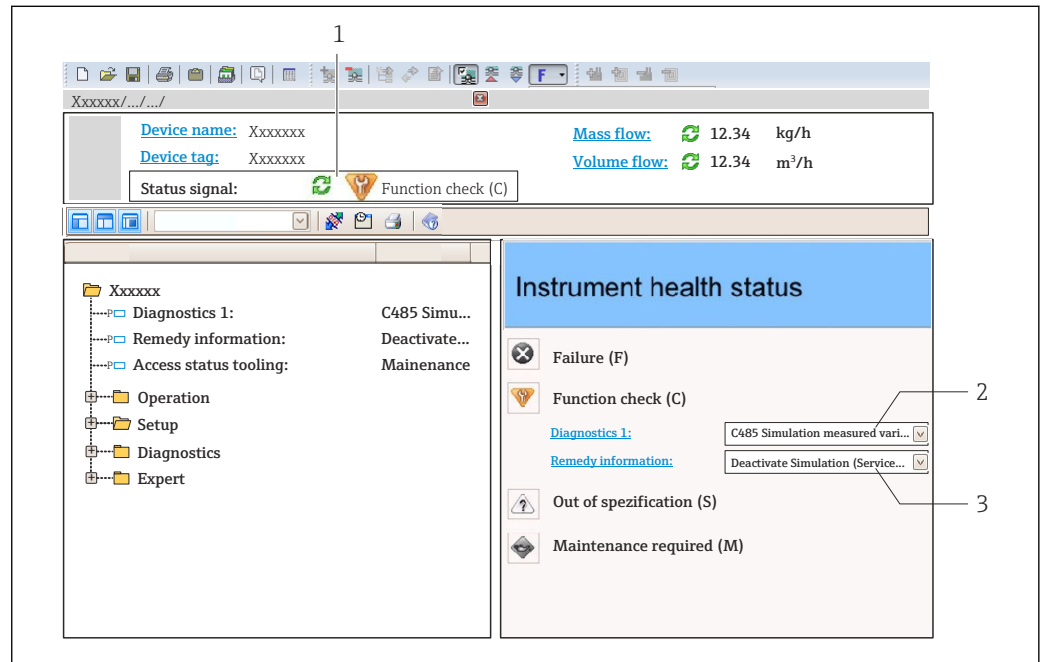 1
F
Xxxxxx/.../.../
Device name: Xxxxxxx
Mass flow: 12.34 kg/h
Device tag: Xxxxxxx
Volume flow: 12.34 m³/h
Status signal: Function check (C)
Xxxxxx
Diagnostics 1: C485 Simu...
Remedy information: Deactivate...
Access status tooling: Mainenance
Operation
Setup
Diagnostics
Expert
Instrument health status
Failure (F)
Function check (C)
2
Diagnostics 1: C485 Simulation measured vari...
Remedy information: Deactivate Simulation (Service...
Out of spezification (S)
3
Maintenance required (M)